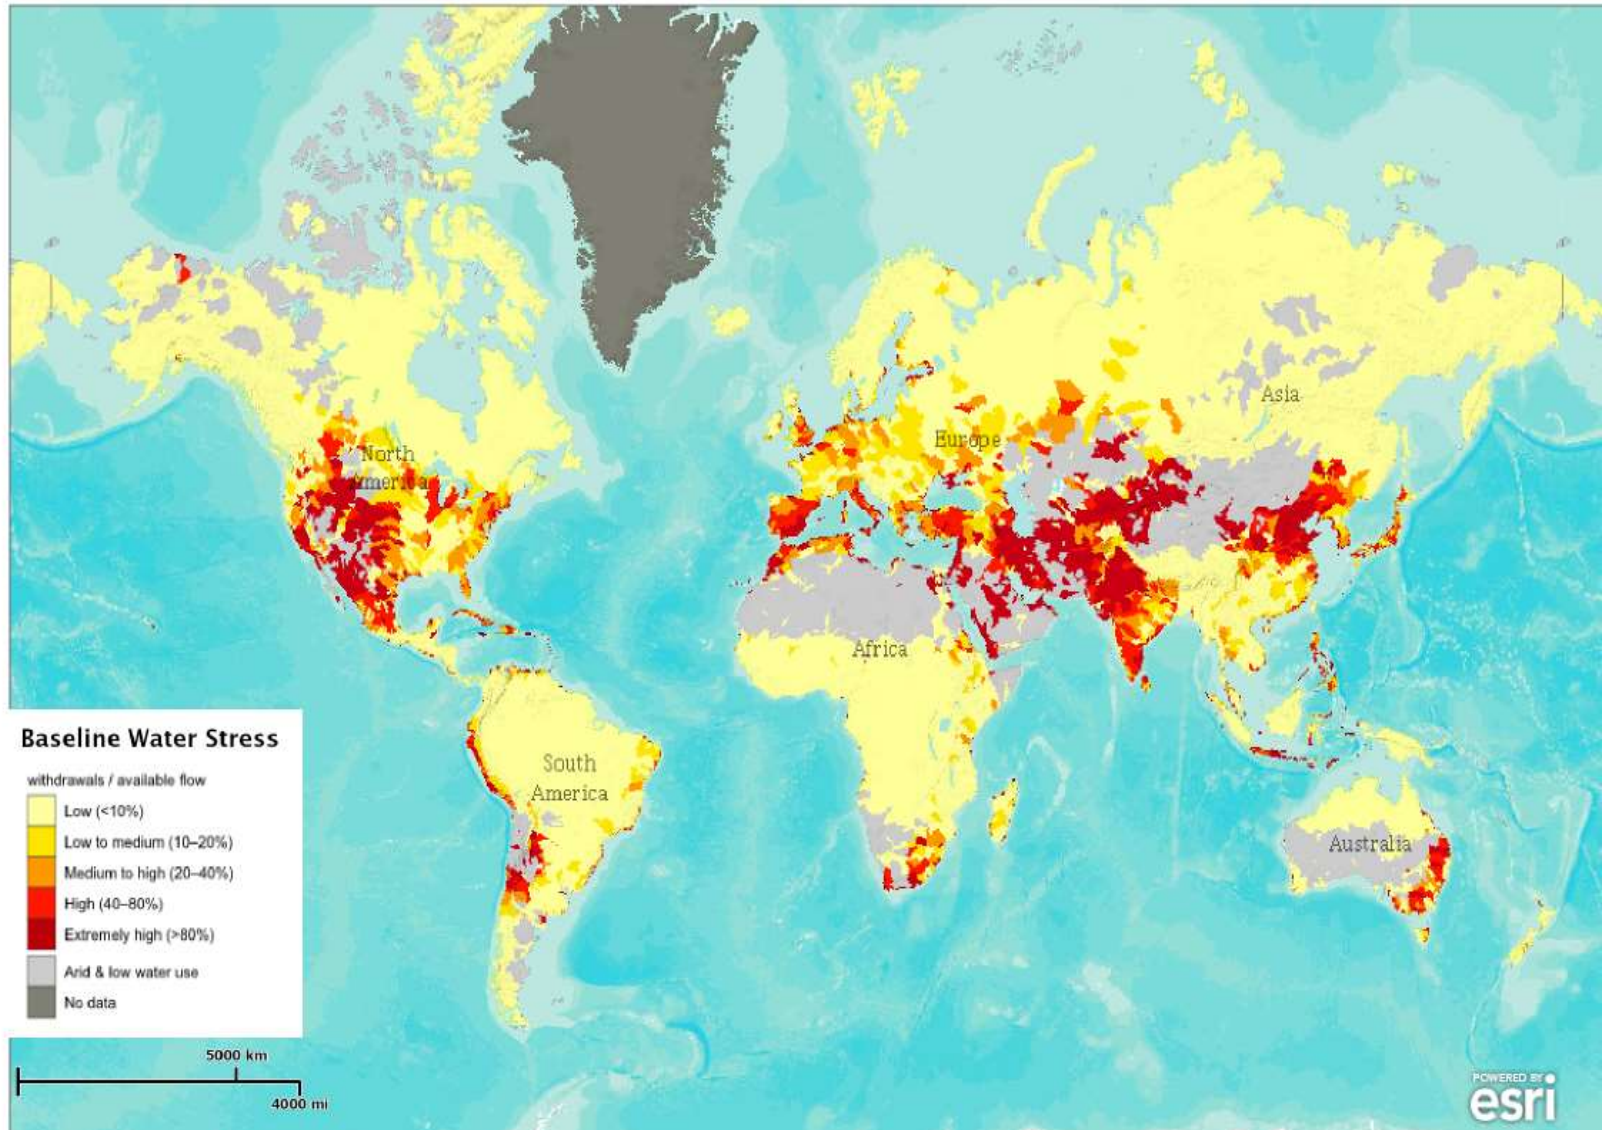 Asia
Europe
North
America
Africa
South
America
Australia
Baseline Water Stress
withdrawals / available flow
Low (<10%)
Low to medium (10–20%)
Medium to high (20–40%)
High (40–80%)
Extremely high (>80%)
Arid & low water use
No data
5000 km
4000 mi
POWERED BY
esri